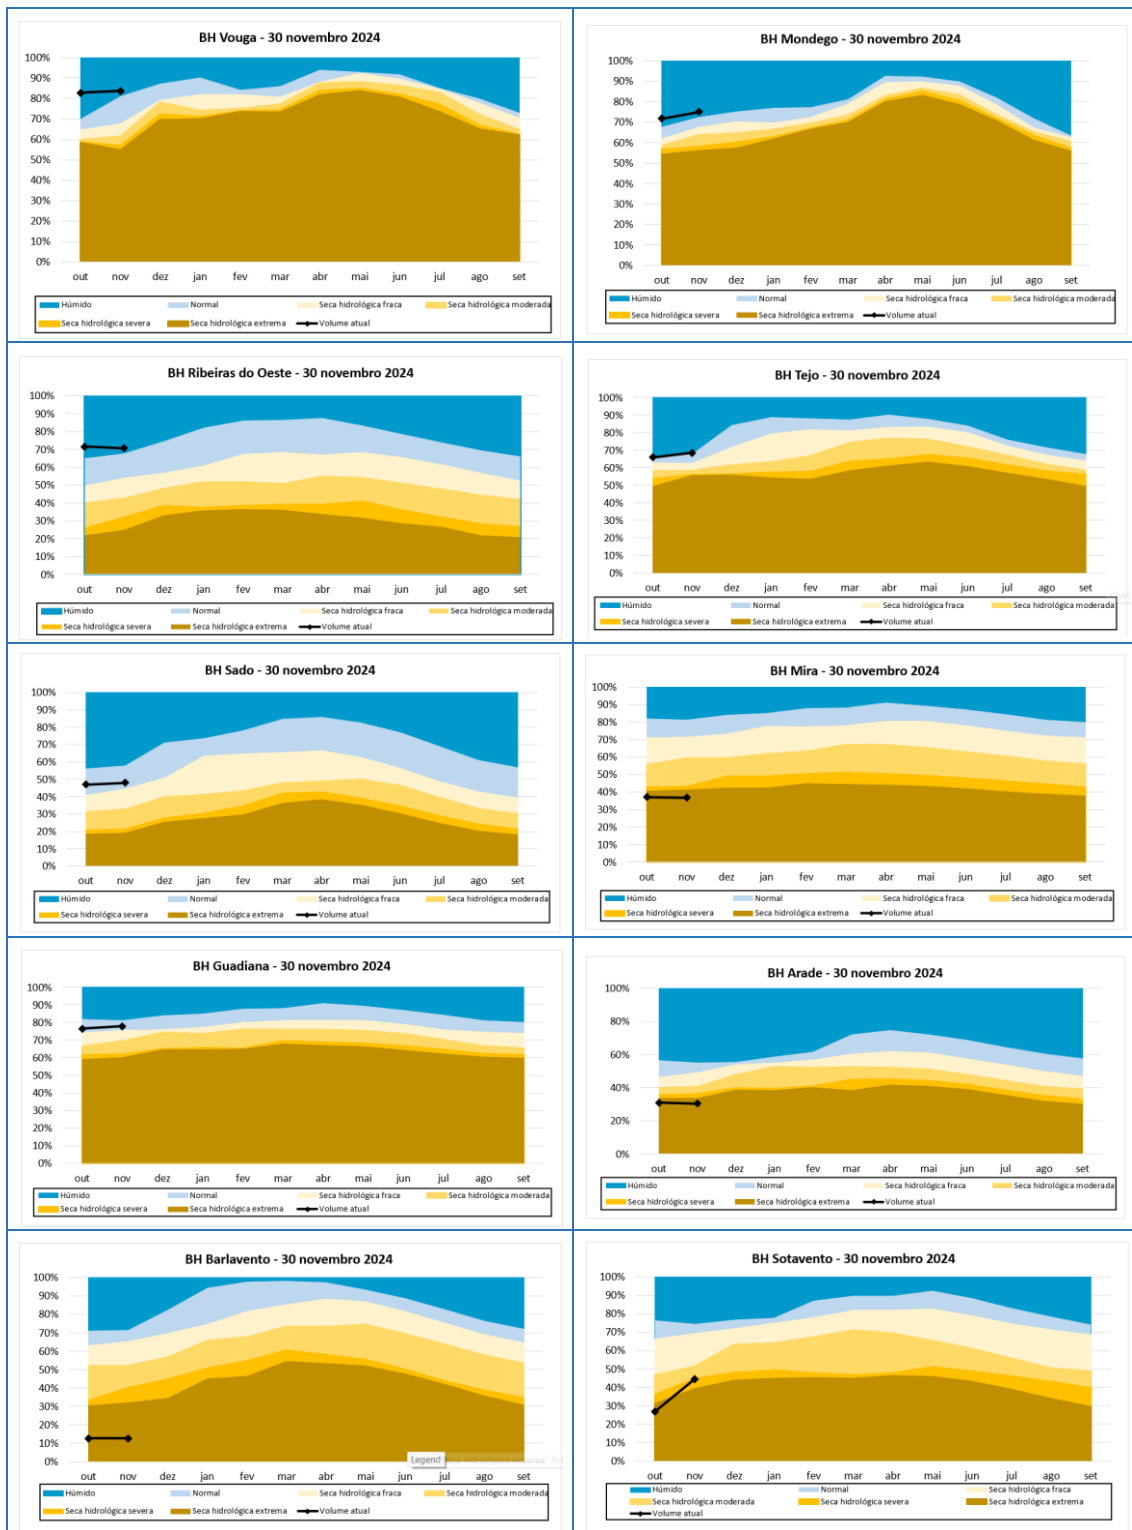 BH Vouga - 30 novembro 2024
100%
90%
80%
70%
60%
50%
40%
30%
20%
10%
0%
out nov dez jan fev mar abr mai jun jul ago set
Húmido Normal Seca hidrológica fraca Seca hidrológica moderada
Seca hidrológica severa Seca hidrológica extrema Volume atual
BH Mondego - 30 novembro 2024
100%
90%
80%
70%
60%
50%
40%
30%
20%
10%
0%
out nov dez jan fev mar abr mai jun jul ago set
Húmido Normal Seca hidrológica fraca Seca hidrológica moderada
Seca hidrológica severa Seca hidrológica extrema Volume atual
BH Ribeiras do Oeste - 30 novembro 2024
100%
90%
80%
70%
60%
50%
40%
30%
20%
10%
0%
out nov dez jan fev mar abr mai jun jul ago set
Húmido Normal Seca hidrológica fraca Seca hidrológica moderada
Seca hidrológica severa Seca hidrológica extrema Volume atual
BH Tejo - 30 novembro 2024
100%
90%
80%
70%
60%
50%
40%
30%
20%
10%
0%
out nov dez jan fev mar abr mai jun jul ago set
Húmido Normal Seca hidrológica fraca Seca hidrológica moderada
Seca hidrológica severa Seca hidrológica extrema Volume atual
BH Sado - 30 novembro 2024
100%
90%
80%
70%
60%
50%
40%
30%
20%
10%
0%
out nov dez jan fev mar abr mai jun jul ago set
Húmido Normal Seca hidrológica fraca Seca hidrológica moderada
Seca hidrológica severa Seca hidrológica extrema Volume atual
BH Mira - 30 novembro 2024
100%
90%
80%
70%
60%
50%
40%
30%
20%
10%
0%
out nov dez jan fev mar abr mai jun jul ago set
Húmido Normal Seca hidrológica fraca Seca hidrológica moderada
Seca hidrológica severa Seca hidrológica extrema Volume atual
BH Guadiana - 30 novembro 2024
100%
90%
80%
70%
60%
50%
40%
30%
20%
10%
0%
out nov dez jan fev mar abr mai jun jul ago set
Húmido Normal Seca hidrológica fraca Seca hidrológica moderada
Seca hidrológica severa Seca hidrológica extrema Volume atual
BH Arade - 30 novembro 2024
100%
80%
60%
40%
20%
0%
out nov dez jan fev mar abr mai jun jul ago set
Húmido Normal Seca hidrológica fraca Seca hidrológica moderada
Seca hidrológica severa Seca hidrológica extrema Volume atual
BH Barlavento - 30 novembro 2024
100%
90%
80%
70%
60%
50%
40%
30%
20%
10%
0%
Legend
out nov dez jan fev mar abr mai jun jul ago set
Húmido Normal Seca hidrológica fraca Seca hidrológica moderada
Seca hidrológica severa Seca hidrológica extrema Volume atual
BH Sotavento - 30 novembro 2024
100%
90%
80%
70%
60%
50%
40%
30%
20%
10%
0%
out nov dez jan fev mar abr mai jun jul ago set
Húmido Normal Seca hidrológica fraca
Seca hidrológica moderada Seca hidrológica severa Seca hidrológica extrema
Volume atual